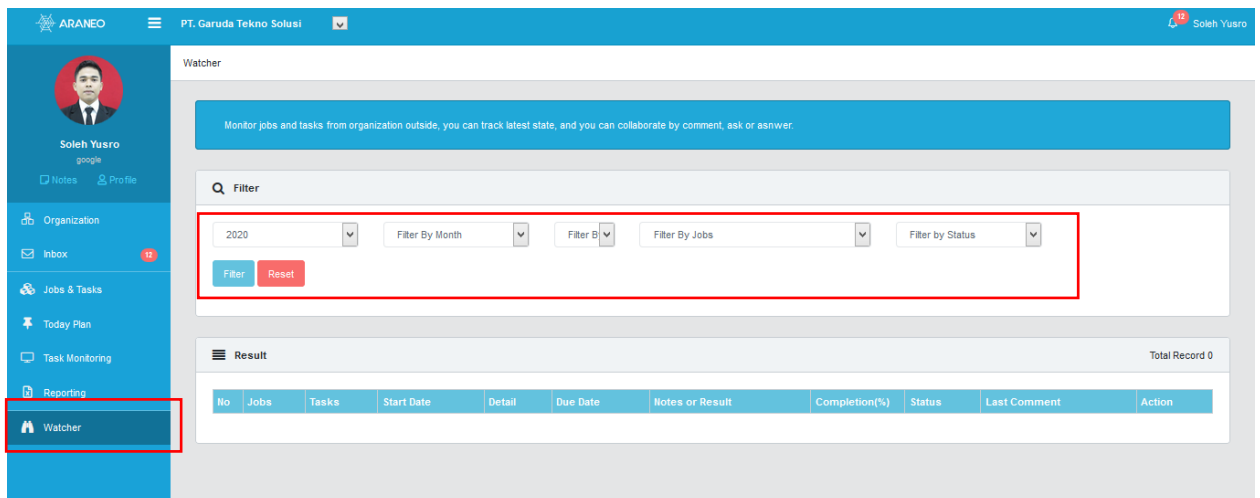 ARANEO
PT. Garuda Tekno Solusi
12
Soleh Yusro
Soleh Yusro
google
Notes Profile
Organization
Inbox 12
Jobs & Tasks
Today Plan
Task Monitoring
Reporting
Watcher
Watcher
Monitor jobs and tasks from organization outside, you can track latest state, and you can collaborate by comment, ask or asnwer.
Filter
2020 Filter By Month Filter B Filter By Jobs Filter by Status
Filter Reset
Result Total Record 0
No Jobs Tasks Start Date Detail Due Date Notes or Result Completion(%) Status Last Comment Action